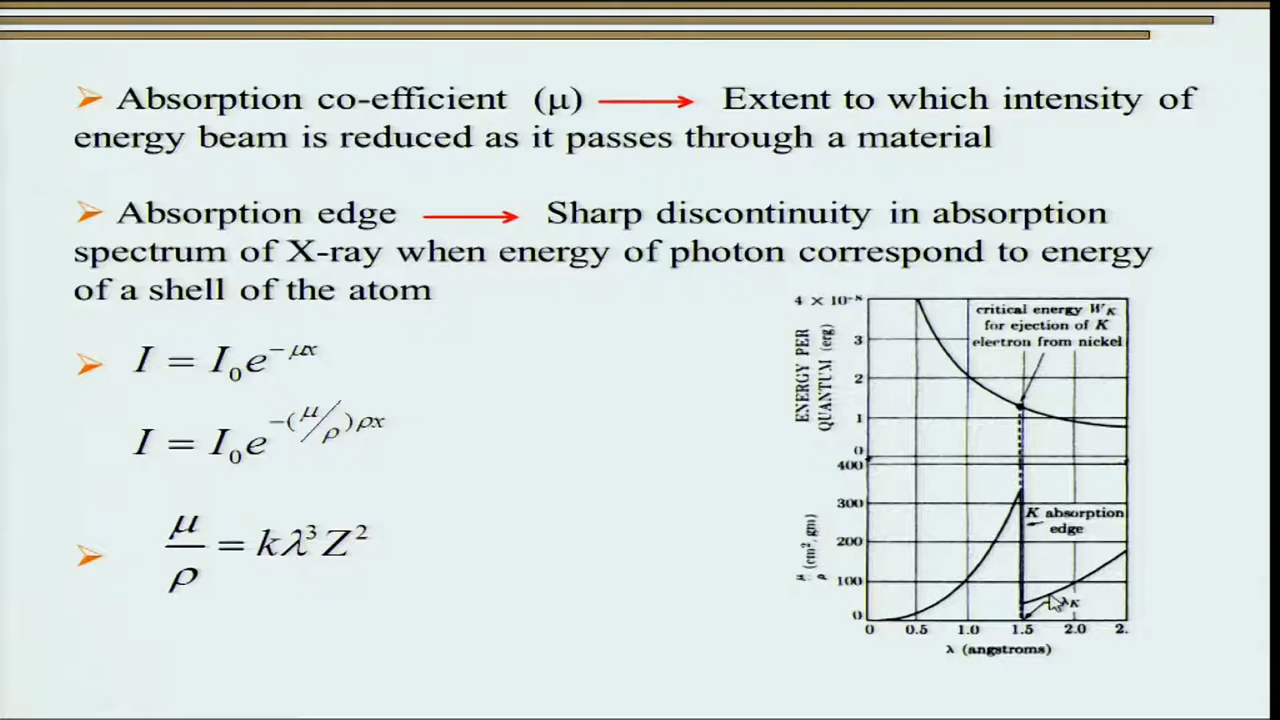 ➢ Absorption co-efficient (μ) ⟶ Extent to which intensity of
energy beam is reduced as it passes through a material
➢ Absorption edge ⟶ Sharp discontinuity in absorption
spectrum of X-ray when energy of photon correspond to energy
of a shell of the atom
➢ I = I₀e^(−μx)
I = I₀e^(−(μ/ρ)ρx)
➢ μ/ρ = kλ³Z²
4 × 10⁻⁸
3
2
1
0
ENERGY PER
QUANTUM (erg)
critical energy W_K
for ejection of K
electron from nickel
400
300
200
100
0
μ/ρ (cm², gm)
K absorption
edge
λ_K
0 0.5 1.0 1.5 2.0 2.
λ (angstroms)